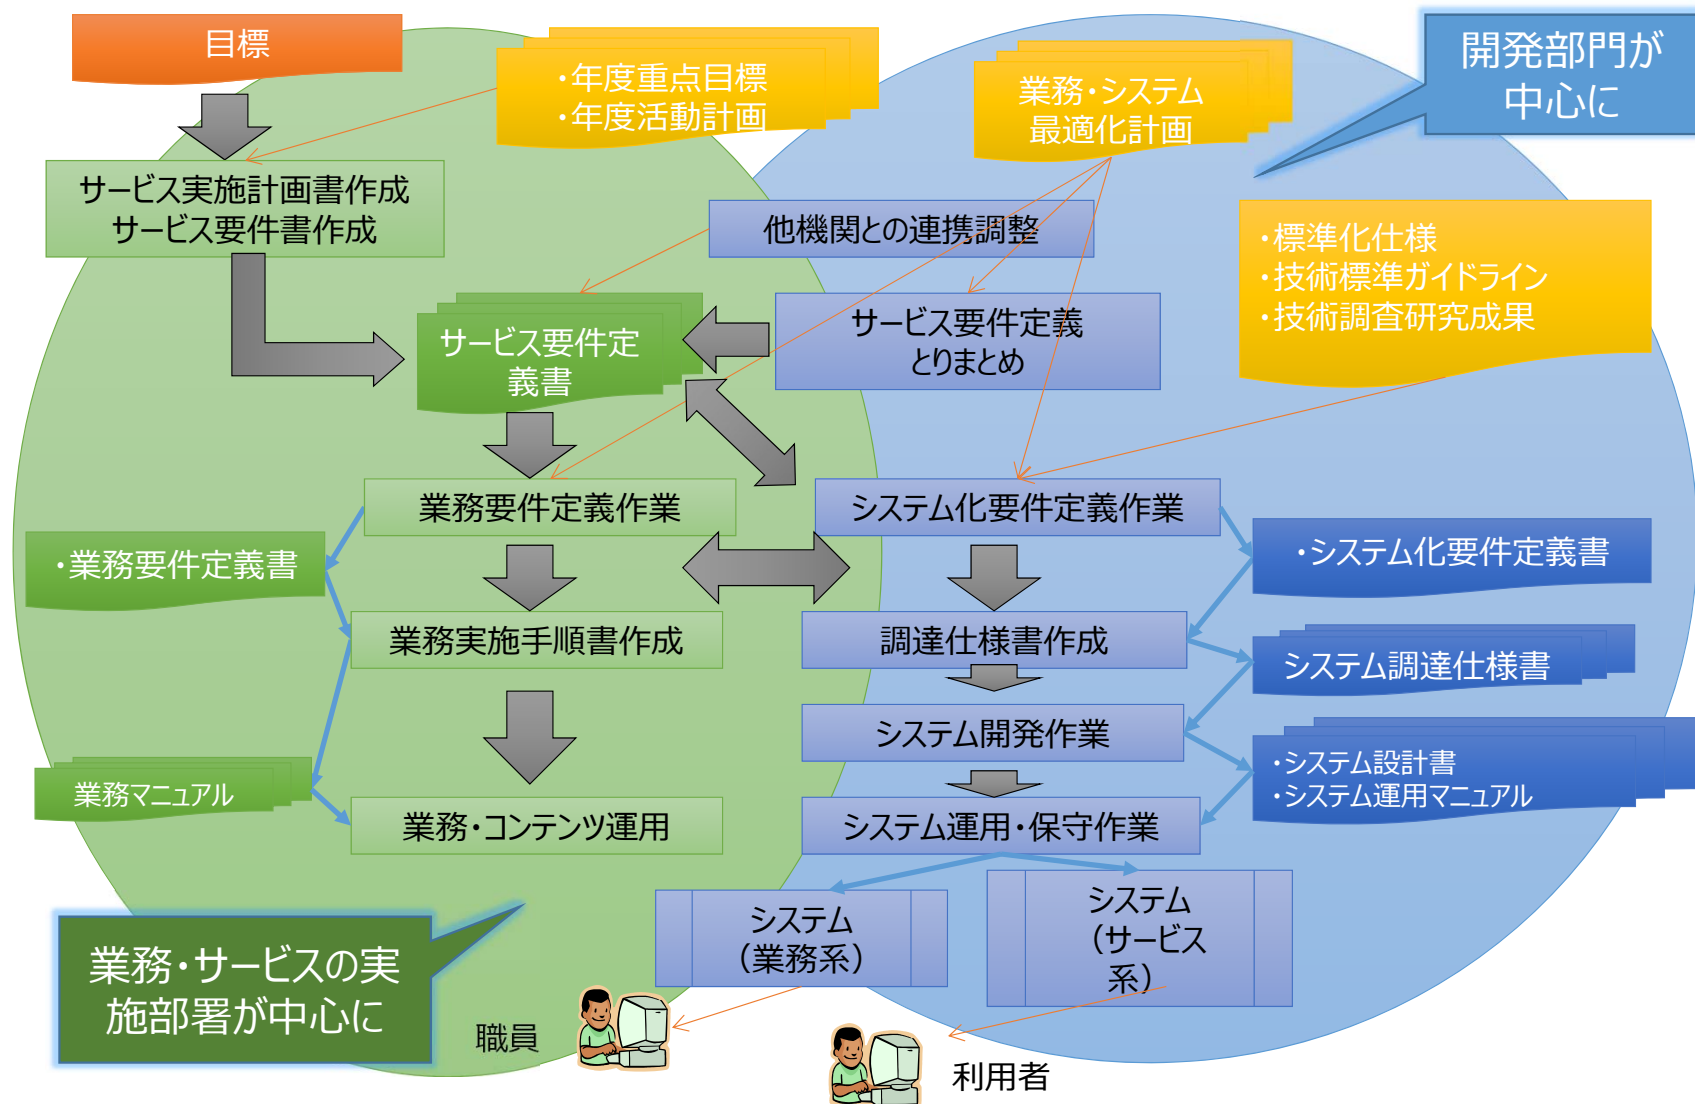 目標
・年度重点目標
・年度活動計画
業務・システム
最適化計画
開発部門が
中心に
サービス実施計画書作成
サービス要件書作成
他機関との連携調整
・標準化仕様
・技術標準ガイドライン
・技術調査研究成果
サービス要件定
義書
サービス要件定義
とりまとめ
業務要件定義作業
システム化要件定義作業
・業務要件定義書
・システム化要件定義書
業務実施手順書作成
調達仕様書作成
システム調達仕様書
システム開発作業
・システム設計書
・システム運用マニュアル
業務マニュアル
業務・コンテンツ運用
システム運用・保守作業
システム
（業務系）
システム
（サービス
系）
業務・サービスの実
施部署が中心に
職員
利用者